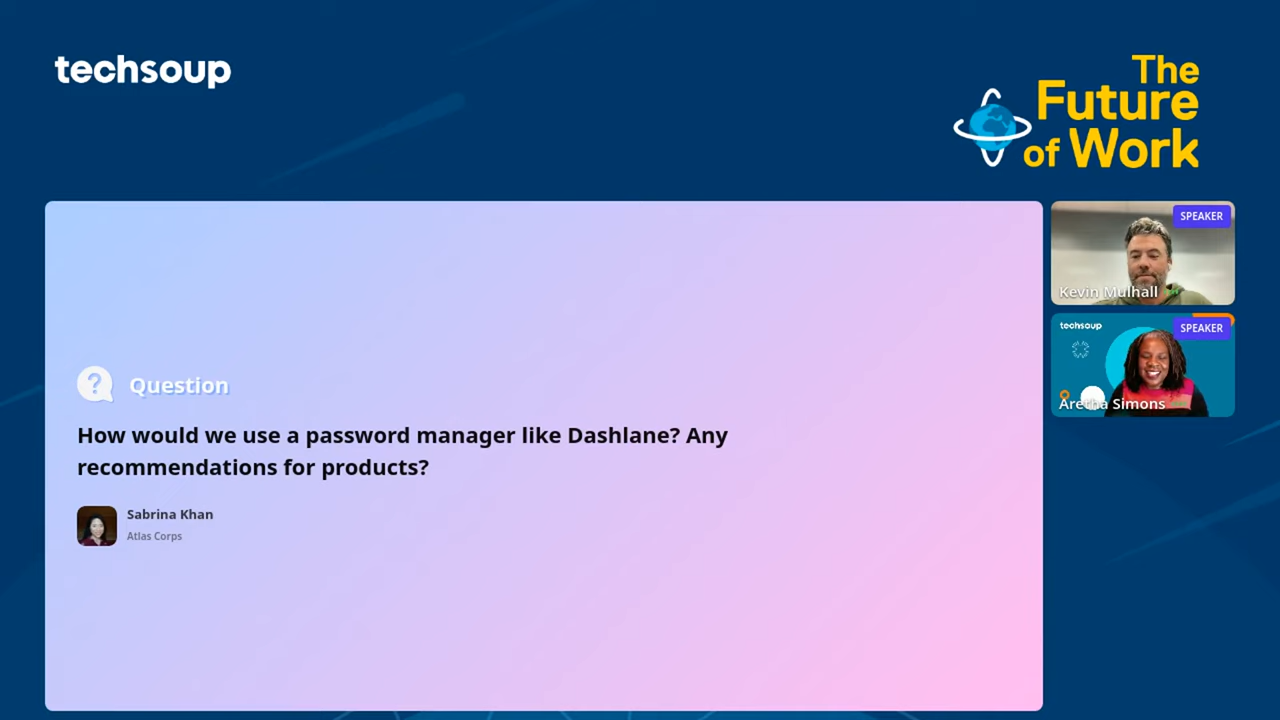 techsoup
The
Future
of Work
SPEAKER
Kevin Mulhall
techsoup
SPEAKER
Aretha Simons
Question
How would we use a password manager like Dashlane? Any
recommendations for products?
Sabrina Khan
Atlas Corps